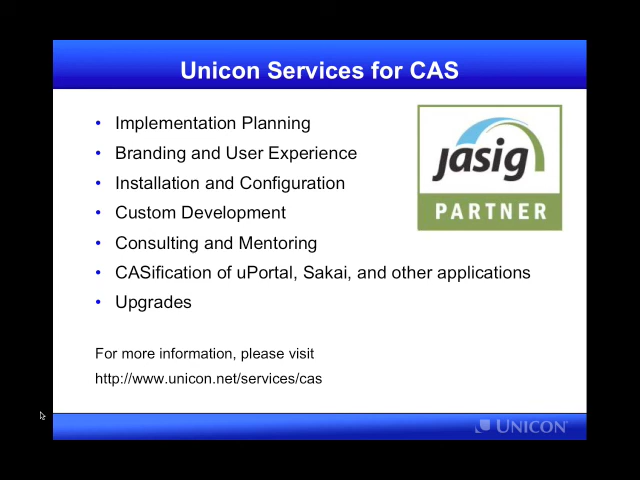 Unicon Services for CAS
• Implementation Planning
• Branding and User Experience
• Installation and Configuration
• Custom Development
• Consulting and Mentoring
• CASification of uPortal, Sakai, and other applications
• Upgrades
jasig
PARTNER
For more information, please visit
http://www.unicon.net/services/cas
UNICON